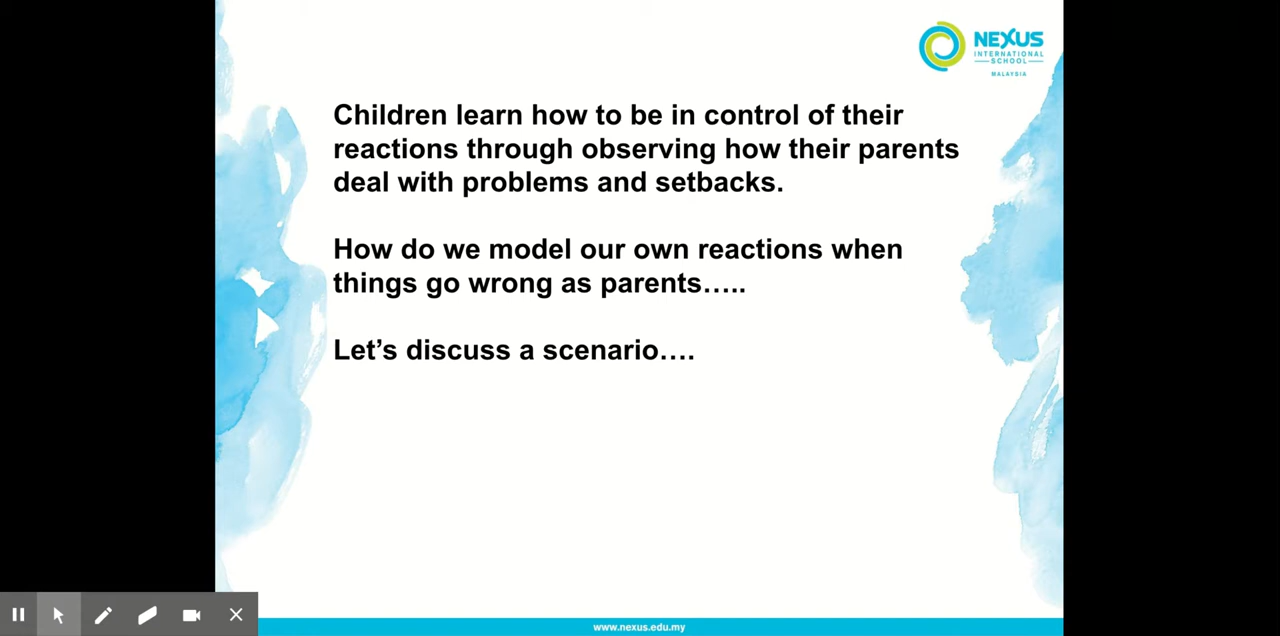 NEXUS
INTERNATIONAL
SCHOOL
MALAYSIA
Children learn how to be in control of their
reactions through observing how their parents
deal with problems and setbacks.
How do we model our own reactions when
things go wrong as parents…..
Let’s discuss a scenario….
www.nexus.edu.my